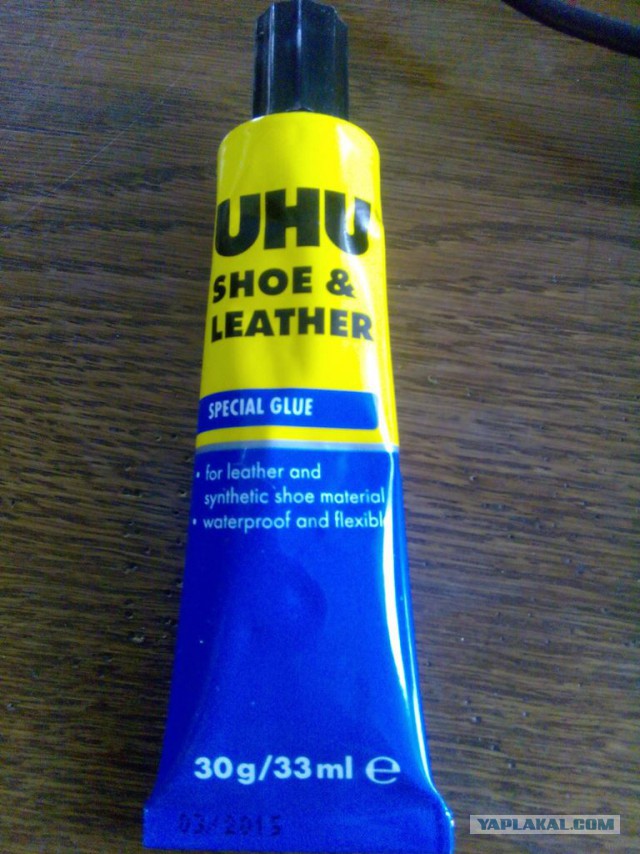 UHU
SHOE &
LEATHER
SPECIAL GLUE
• for leather and
synthetic shoe material
• waterproof and flexibl
30g/33ml ℮
03/2015
YAPLAKAL.COM